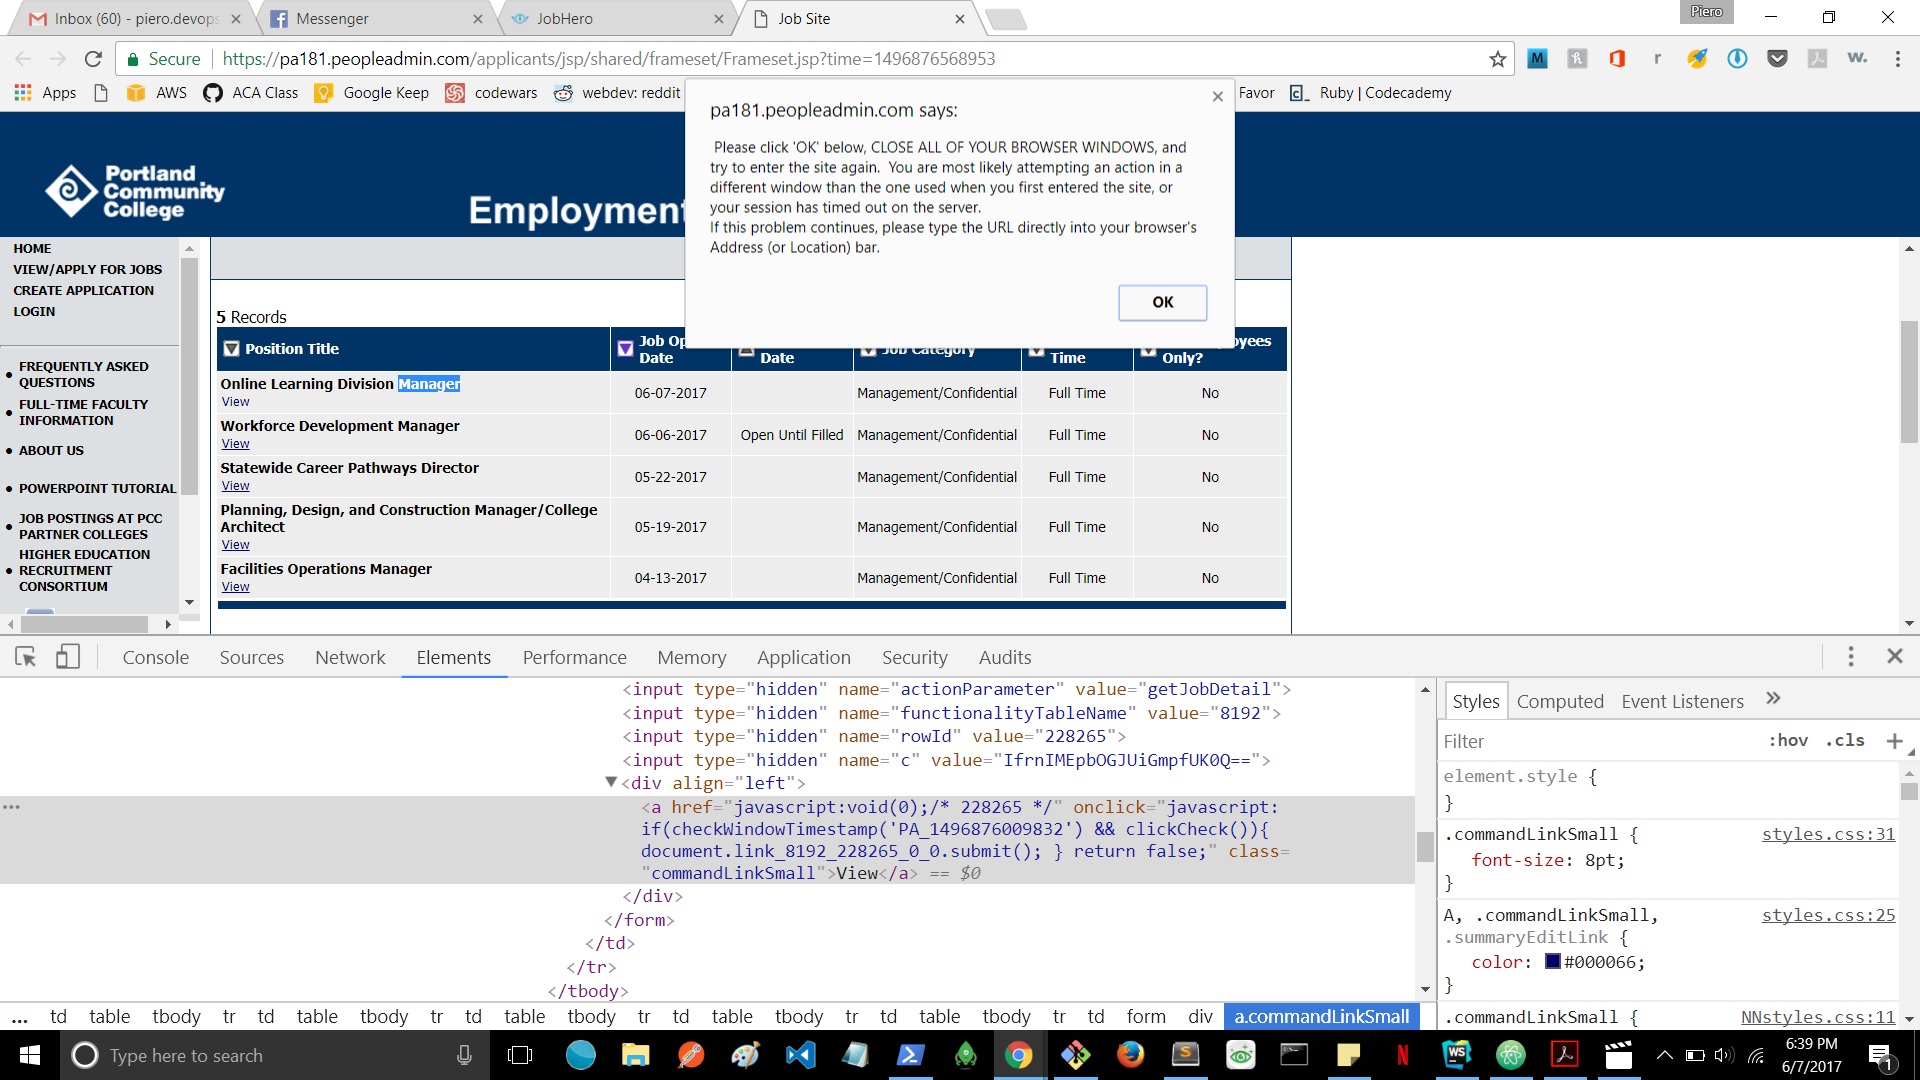 Inbox (60) - piero.devops
Messenger
JobHero
Job Site
Piero
Secure
https://pa181.peopleadmin.com/applicants/jsp/shared/frameset/Frameset.jsp?time=1496876568953
Apps
AWS
ACA Class
Google Keep
codewars
webdev: reddit
Favor
Ruby | Codecademy
pa181.peopleadmin.com says:
Please click 'OK' below, CLOSE ALL OF YOUR BROWSER WINDOWS, and
try to enter the site again.  You are most likely attempting an action in a
different window than the one used when you first entered the site, or
your session has timed out on the server.
If this problem continues, please type the URL directly into your browser's
Address (or Location) bar.
OK
Portland
Community
College
Employment
HOME
VIEW/APPLY FOR JOBS
CREATE APPLICATION
LOGIN
FREQUENTLY ASKED
QUESTIONS
FULL-TIME FACULTY
INFORMATION
ABOUT US
POWERPOINT TUTORIAL
JOB POSTINGS AT PCC
PARTNER COLLEGES
HIGHER EDUCATION
RECRUITMENT
CONSORTIUM
5 Records
Position Title
Job Op
Date
Date
Job Category
Time
yees
Only?
Online Learning Division Manager
View
06-07-2017
Management/Confidential
Full Time
No
Workforce Development Manager
View
06-06-2017
Open Until Filled
Management/Confidential
Full Time
No
Statewide Career Pathways Director
View
05-22-2017
Management/Confidential
Full Time
No
Planning, Design, and Construction Manager/College
Architect
View
05-19-2017
Management/Confidential
Full Time
No
Facilities Operations Manager
View
04-13-2017
Management/Confidential
Full Time
No
Console
Sources
Network
Elements
Performance
Memory
Application
Security
Audits
<input type="hidden" name="actionParameter" value="getJobDetail">
<input type="hidden" name="functionalityTableName" value="8192">
<input type="hidden" name="rowId" value="228265">
<input type="hidden" name="c" value="IfrnIMEpbOGJUiGmpfUK0Q==">
▼<div align="left">
<a href="javascript:void(0);/* 228265 */" onclick="javascript:
if(checkWindowTimestamp('PA_1496876009832') && clickCheck()){
document.link_8192_228265_0_0.submit(); } return false;" class=
"commandLinkSmall">View</a> == $0
</div>
</form>
</td>
</tr>
</tbody>
... td table tbody tr td table tbody tr td table tbody tr td table tbody tr td table tbody tr td form div a.commandLinkSmall
Styles
Computed
Event Listeners
»
Filter
:hov
.cls
+
element.style {
}
.commandLinkSmall {
styles.css:31
font-size: 8pt;
}
A, .commandLinkSmall,
styles.css:25
.summaryEditLink {
color: #000066;
}
.commandLinkSmall {
NNstyles.css:11
Type here to search
6:39 PM
6/7/2017
1